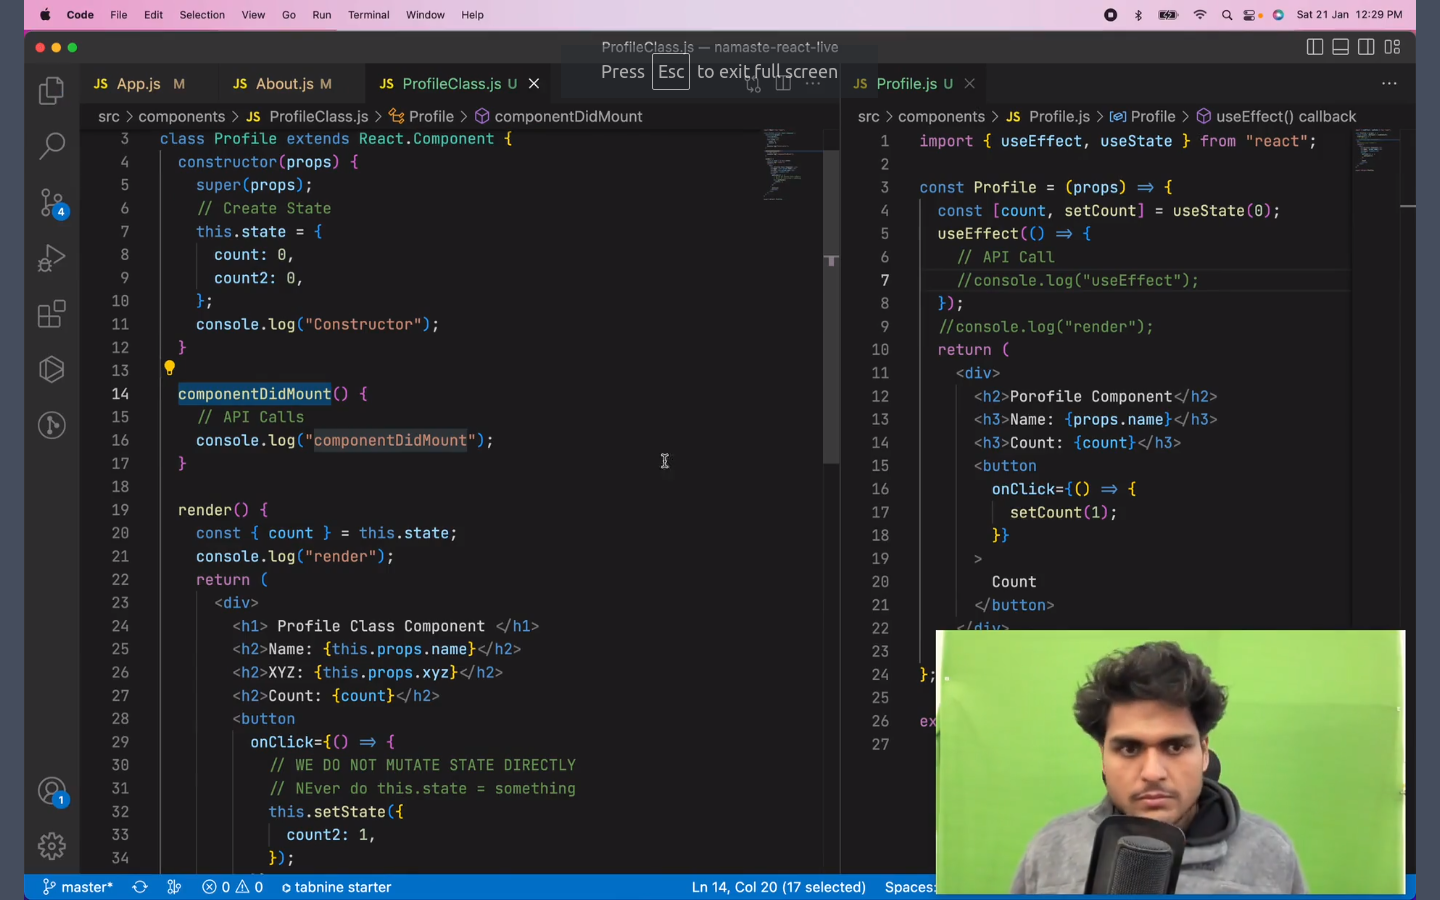 Code File Edit Selection View Go Run Terminal Window Help Sat 21 Jan 12:29 PM
ProfileClass.js — namaste-react-live
Press Esc to exit full screen
JS App.js M JS About.js M JS ProfileClass.js U
src > components > JS ProfileClass.js > Profile > componentDidMount
3 class Profile extends React.Component {
4 constructor(props) {
5 super(props);
6 // Create State
7 this.state = {
8 count: 0,
9 count2: 0,
10 };
11 console.log("Constructor");
12 }
13
14 componentDidMount() {
15 // API Calls
16 console.log("componentDidMount");
17 }
18
19 render() {
20 const { count } = this.state;
21 console.log("render");
22 return (
23 <div>
24 <h1> Profile Class Component </h1>
25 <h2>Name: {this.props.name}</h2>
26 <h2>XYZ: {this.props.xyz}</h2>
27 <h2>Count: {count}</h2>
28 <button
29 onClick={() => {
30 // WE DO NOT MUTATE STATE DIRECTLY
31 // NEver do this.state = something
32 this.setState({
33 count2: 1,
34 });
JS Profile.js U
src > components > JS Profile.js > Profile > useEffect() callback
1 import { useEffect, useState } from "react";
2
3 const Profile = (props) => {
4 const [count, setCount] = useState(0);
5 useEffect(() => {
6 // API Call
7 //console.log("useEffect");
8 });
9 //console.log("render");
10 return (
11 <div>
12 <h2>Porofile Component</h2>
13 <h3>Name: {props.name}</h3>
14 <h3>Count: {count}</h3>
15 <button
16 onClick={() => {
17 setCount(1);
18 }}
19 >
20 Count
21 </button>
22 </div>
23
24 };
25
26 ex
27
4
1
master* 0 0 tabnine starter Ln 14, Col 20 (17 selected) Spaces: